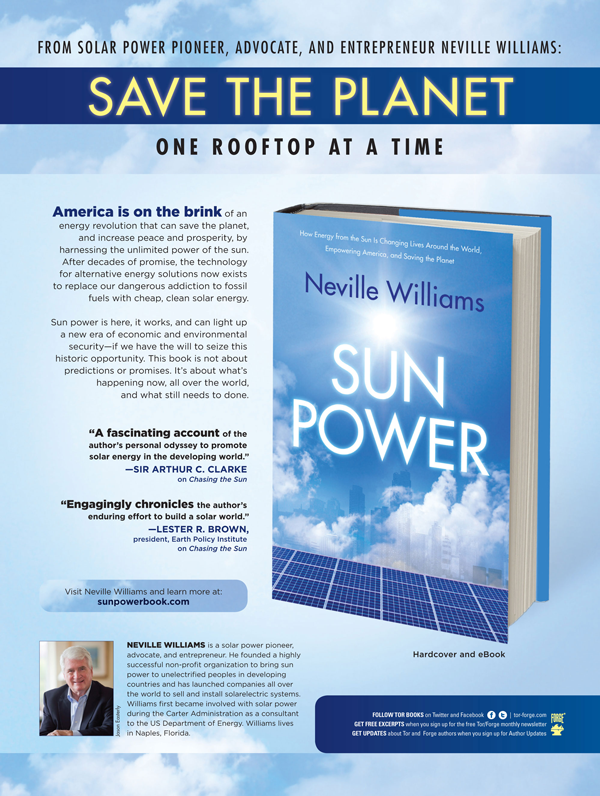 FROM SOLAR POWER PIONEER, ADVOCATE, AND ENTREPRENEUR NEVILLE WILLIAMS:
SAVE THE PLANET
ONE ROOFTOP AT A TIME
America is on the brink of an
energy revolution that can save the planet,
and increase peace and prosperity, by
harnessing the unlimited power of the sun.
After decades of promise, the technology
for alternative energy solutions now exists
to replace our dangerous addiction to fossil
fuels with cheap, clean solar energy.
Sun power is here, it works, and can light up
a new era of economic and environmental
security—if we have the will to seize this
historic opportunity. This book is not about
predictions or promises. It's about what's
happening now, all over the world,
and what still needs to done.
“A fascinating account of the
author's personal odyssey to promote
solar energy in the developing world.”
—SIR ARTHUR C. CLARKE
on Chasing the Sun
“Engagingly chronicles the author's
enduring effort to build a solar world.”
—LESTER R. BROWN,
president, Earth Policy Institute
on Chasing the Sun
Visit Neville Williams and learn more at:
sunpowerbook.com
How Energy from the Sun Is Changing Lives Around the World,
Empowering America, and Saving the Planet
Neville Williams
SUN
POWER
Hardcover and eBook
Jason Easterly
NEVILLE WILLIAMS is a solar power pioneer,
advocate, and entrepreneur. He founded a highly
successful non-profit organization to bring sun
power to unelectrified peoples in developing
countries and has launched companies all over
the world to sell and install solarelectric systems.
Williams first became involved with solar power
during the Carter Administration as a consultant
to the US Department of Energy. Williams lives
in Naples, Florida.
FOLLOW TOR BOOKS on Twitter and Facebook f t | tor-forge.com
GET FREE EXCERPTS when you sign up for the free Tor/Forge monthly newsletter
GET UPDATES about Tor and Forge authors when you sign up for Author Updates
FORGE